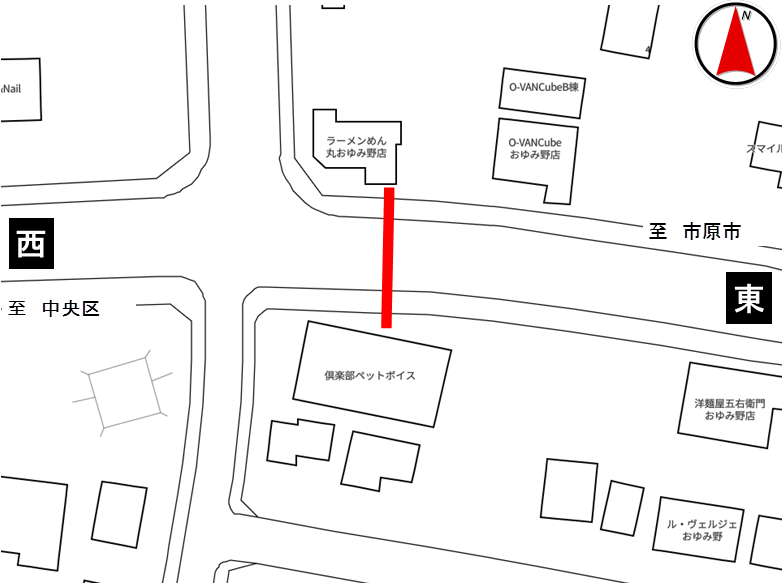 N
4
Nail
O-VANCubeB棟
ラーメンめん
丸おゆみ野店
O-VANCube
おゆみ野店
スマイル
至 市原市
西
東
至 中央区
倶楽部ペットボイス
洋麺屋五右衛門
おゆみ野店
ル・ヴェルジェ
おゆみ野